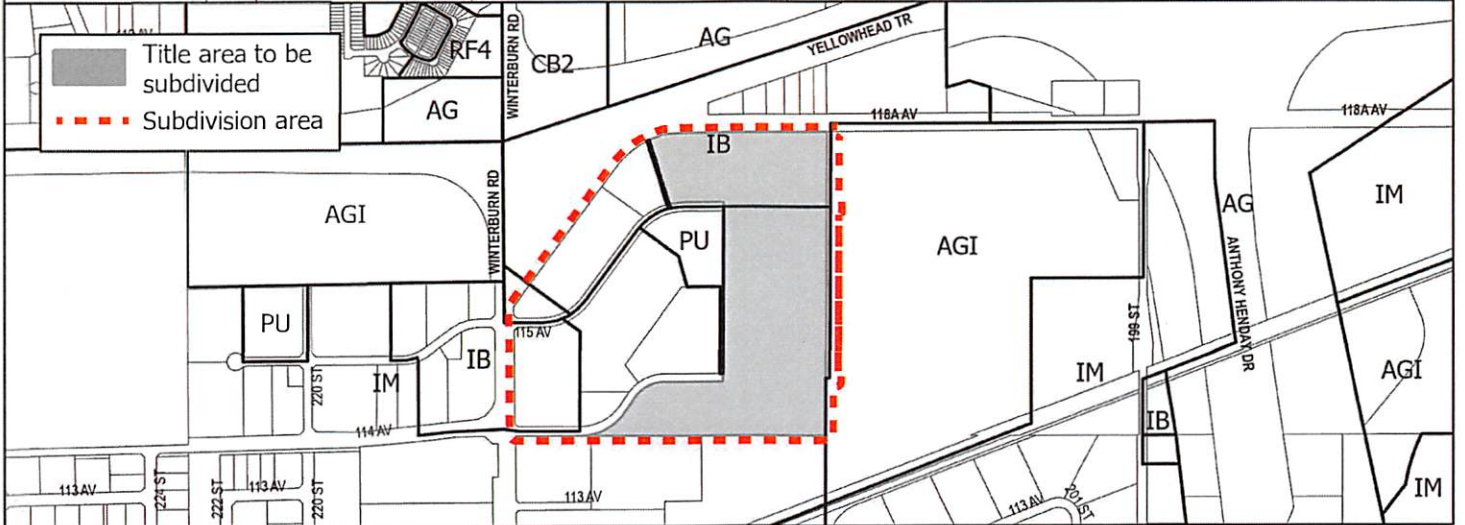 Title area to be
subdivided
Subdivision area
RF4
AG
WINTERBURN RD
CB2
AG
YELLOWHEAD TR
118A AV
118A AV
IB
AGI
WINTERBURN RD
PU
AGI
AG
IM
ANTHONY HENDAY DR
PU
115 AV
IB
IM
220 ST
114 AV
199 ST
IM
IB
AGI
113 AV
224 ST
222 ST
113 AV
220 ST
113 AV
113 AV
201 ST
IM